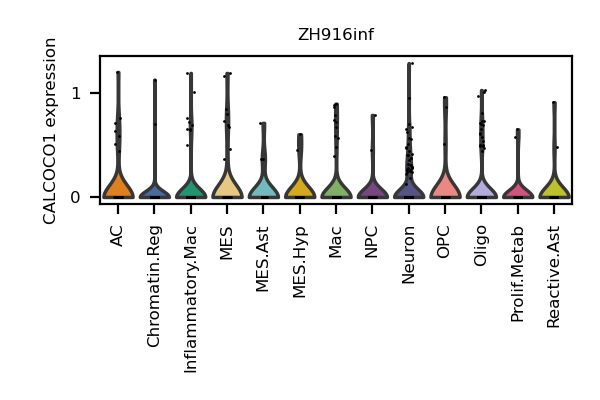 ZH916inf
CALCOCO1 expression
1
0
AC
Chromatin.Reg
Inflammatory.Mac
MES
MES.Ast
MES.Hyp
Mac
NPC
Neuron
OPC
Oligo
Prolif.Metab
Reactive.Ast